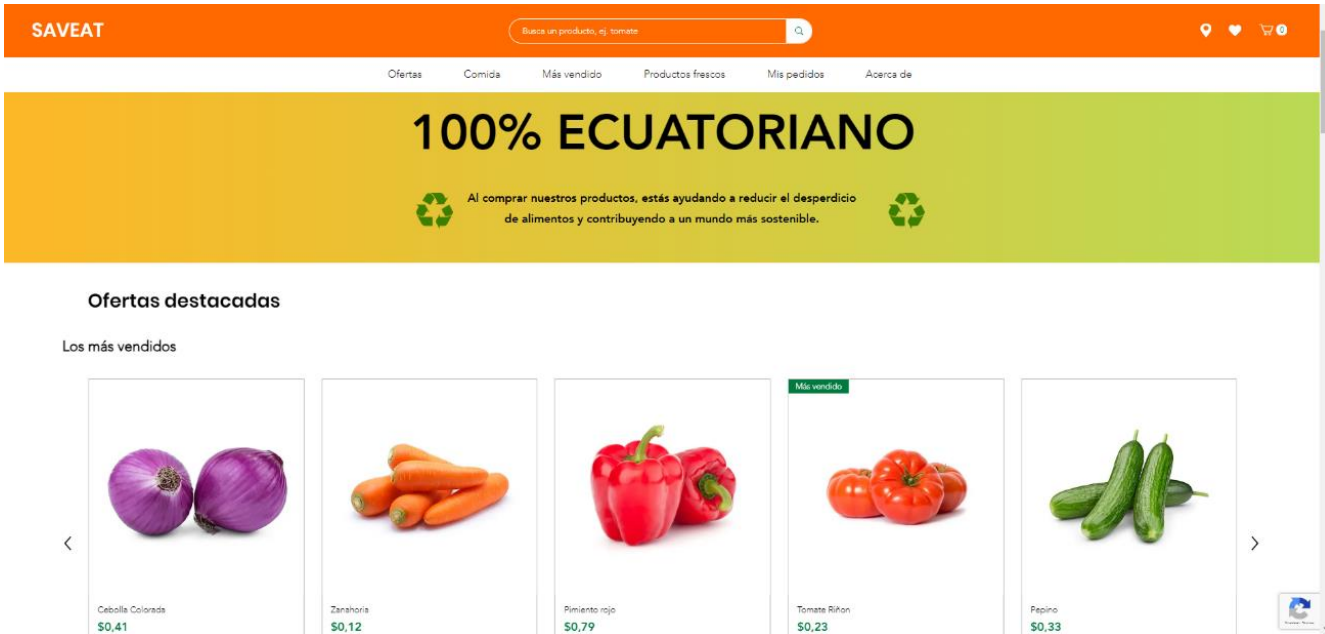 SAVEAT
Busca un producto, ej. tomate
0
Ofertas Comida Más vendido Productos frescos Mis pedidos Acerca de
100% ECUATORIANO
Al comprar nuestros productos, estás ayudando a reducir el desperdicio
de alimentos y contribuyendo a un mundo más sostenible.
Ofertas destacadas
Los más vendidos
Más vendido
Cebolla Colorada
$0,41
Zanahoria
$0,12
Pimiento rojo
$0,79
Tomate Riñon
$0,23
Pepino
$0,33